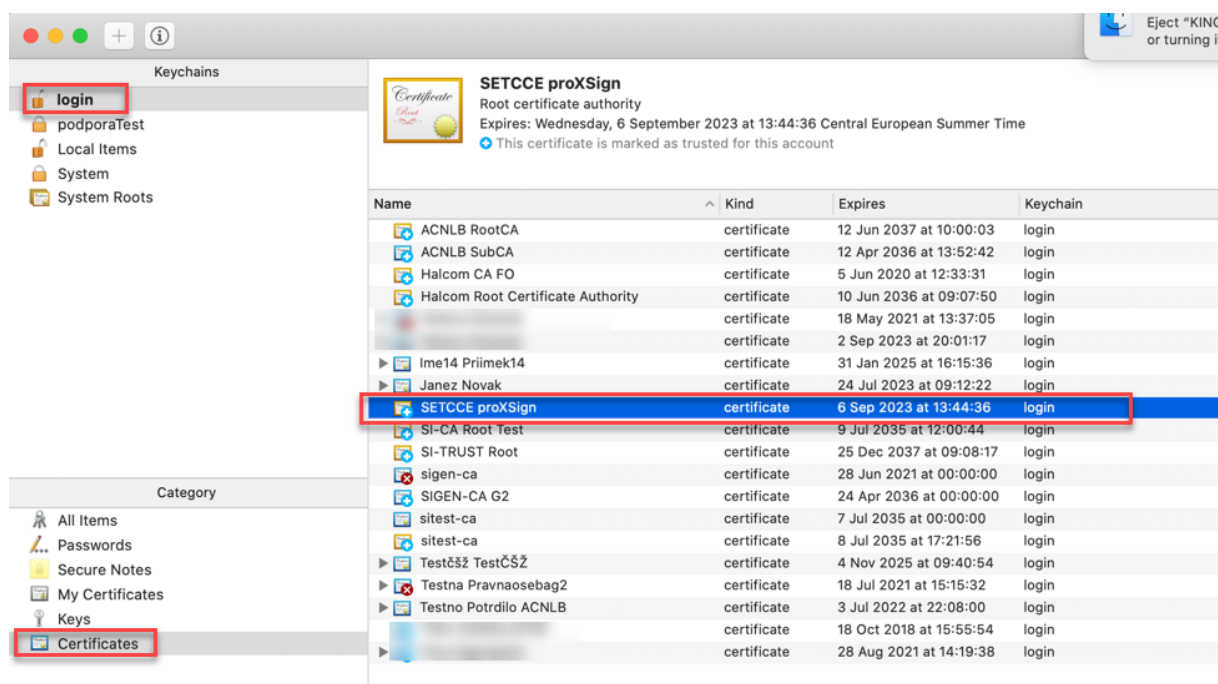 Eject "KING
or turning i
Keychains
login
podporaTest
Local Items
System
System Roots
Certificate
Root
SETCCE proXSign
Root certificate authority
Expires: Wednesday, 6 September 2023 at 13:44:36 Central European Summer Time
This certificate is marked as trusted for this account
Name Kind Expires Keychain
ACNLB RootCA certificate 12 Jun 2037 at 10:00:03 login
ACNLB SubCA certificate 12 Apr 2036 at 13:52:42 login
Halcom CA FO certificate 5 Jun 2020 at 12:33:31 login
Halcom Root Certificate Authority certificate 10 Jun 2036 at 09:07:50 login
certificate 18 May 2021 at 13:37:05 login
certificate 2 Sep 2023 at 20:01:17 login
Ime14 Priimek14 certificate 31 Jan 2025 at 16:15:36 login
Janez Novak certificate 24 Jul 2023 at 09:12:22 login
SETCCE proXSign certificate 6 Sep 2023 at 13:44:36 login
SI-CA Root Test certificate 9 Jul 2035 at 12:00:44 login
SI-TRUST Root certificate 25 Dec 2037 at 09:08:17 login
sigen-ca certificate 28 Jun 2021 at 00:00:00 login
SIGEN-CA G2 certificate 24 Apr 2036 at 00:00:00 login
sitest-ca certificate 7 Jul 2035 at 00:00:00 login
sitest-ca certificate 8 Jul 2035 at 17:21:56 login
Testčšž TestČŠŽ certificate 4 Nov 2025 at 09:40:54 login
Testna Pravnaosebag2 certificate 18 Jul 2021 at 15:15:32 login
Testno Potrdilo ACNLB certificate 3 Jul 2022 at 22:08:00 login
certificate 18 Oct 2018 at 15:55:54 login
certificate 28 Aug 2021 at 14:19:38 login
Category
All Items
Passwords
Secure Notes
My Certificates
Keys
Certificates